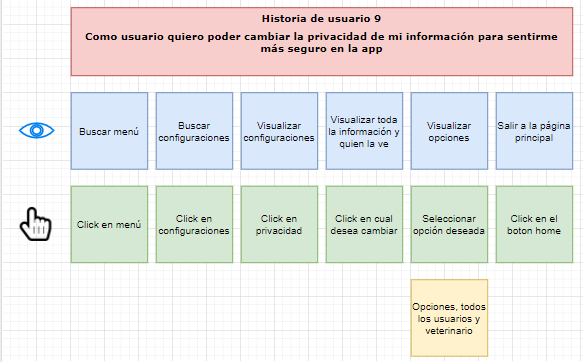 Historia de usuario 9
Como usuario quiero poder cambiar la privacidad de mi información para sentirme
más seguro en la app
Buscar menú
Buscar
configuraciones
Visualizar
configuraciones
Visualizar toda
la información y
quien la ve
Visualizar
opciones
Salir a la página
principal
Click en menú
Click en
configuraciones
Click en
privacidad
Click en cual
desea cambiar
Seleccionar
opción deseada
Click en el
boton home
Opciones, todos
los usuarios y
veterinario